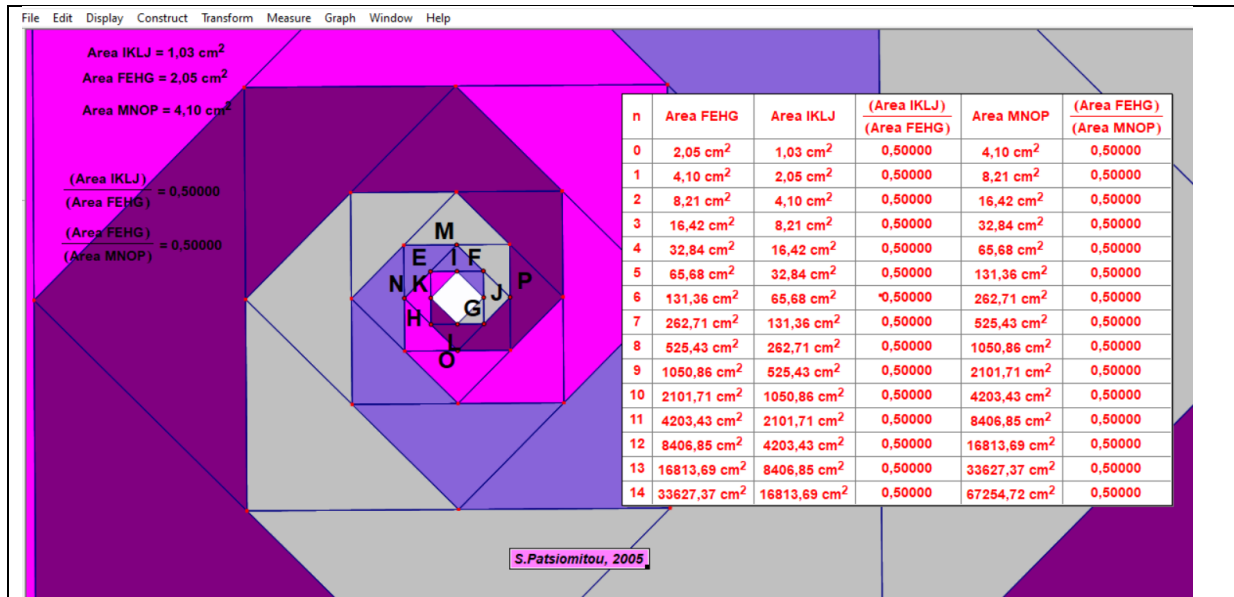 File Edit Display Construct Transform Measure Graph Window Help
Area IKLJ = 1,03 cm²
Area FEHG = 2,05 cm²
Area MNOP = 4,10 cm²
(Area IKLJ)
(Area FEHG)
= 0,50000
(Area FEHG)
(Area MNOP)
= 0,50000
M
E I F
N K J P
H G
L
O
n Area FEHG Area IKLJ (Area IKLJ) (Area FEHG) Area MNOP (Area FEHG) (Area MNOP)
0 2,05 cm² 1,03 cm² 0,50000 4,10 cm² 0,50000
1 4,10 cm² 2,05 cm² 0,50000 8,21 cm² 0,50000
2 8,21 cm² 4,10 cm² 0,50000 16,42 cm² 0,50000
3 16,42 cm² 8,21 cm² 0,50000 32,84 cm² 0,50000
4 32,84 cm² 16,42 cm² 0,50000 65,68 cm² 0,50000
5 65,68 cm² 32,84 cm² 0,50000 131,36 cm² 0,50000
6 131,36 cm² 65,68 cm² 0,50000 262,71 cm² 0,50000
7 262,71 cm² 131,36 cm² 0,50000 525,43 cm² 0,50000
8 525,43 cm² 262,71 cm² 0,50000 1050,86 cm² 0,50000
9 1050,86 cm² 525,43 cm² 0,50000 2101,71 cm² 0,50000
10 2101,71 cm² 1050,86 cm² 0,50000 4203,43 cm² 0,50000
11 4203,43 cm² 2101,71 cm² 0,50000 8406,85 cm² 0,50000
12 8406,85 cm² 4203,43 cm² 0,50000 16813,69 cm² 0,50000
13 16813,69 cm² 8406,85 cm² 0,50000 33627,37 cm² 0,50000
14 33627,37 cm² 16813,69 cm² 0,50000 67254,72 cm² 0,50000
S.Patsiomitou, 2005